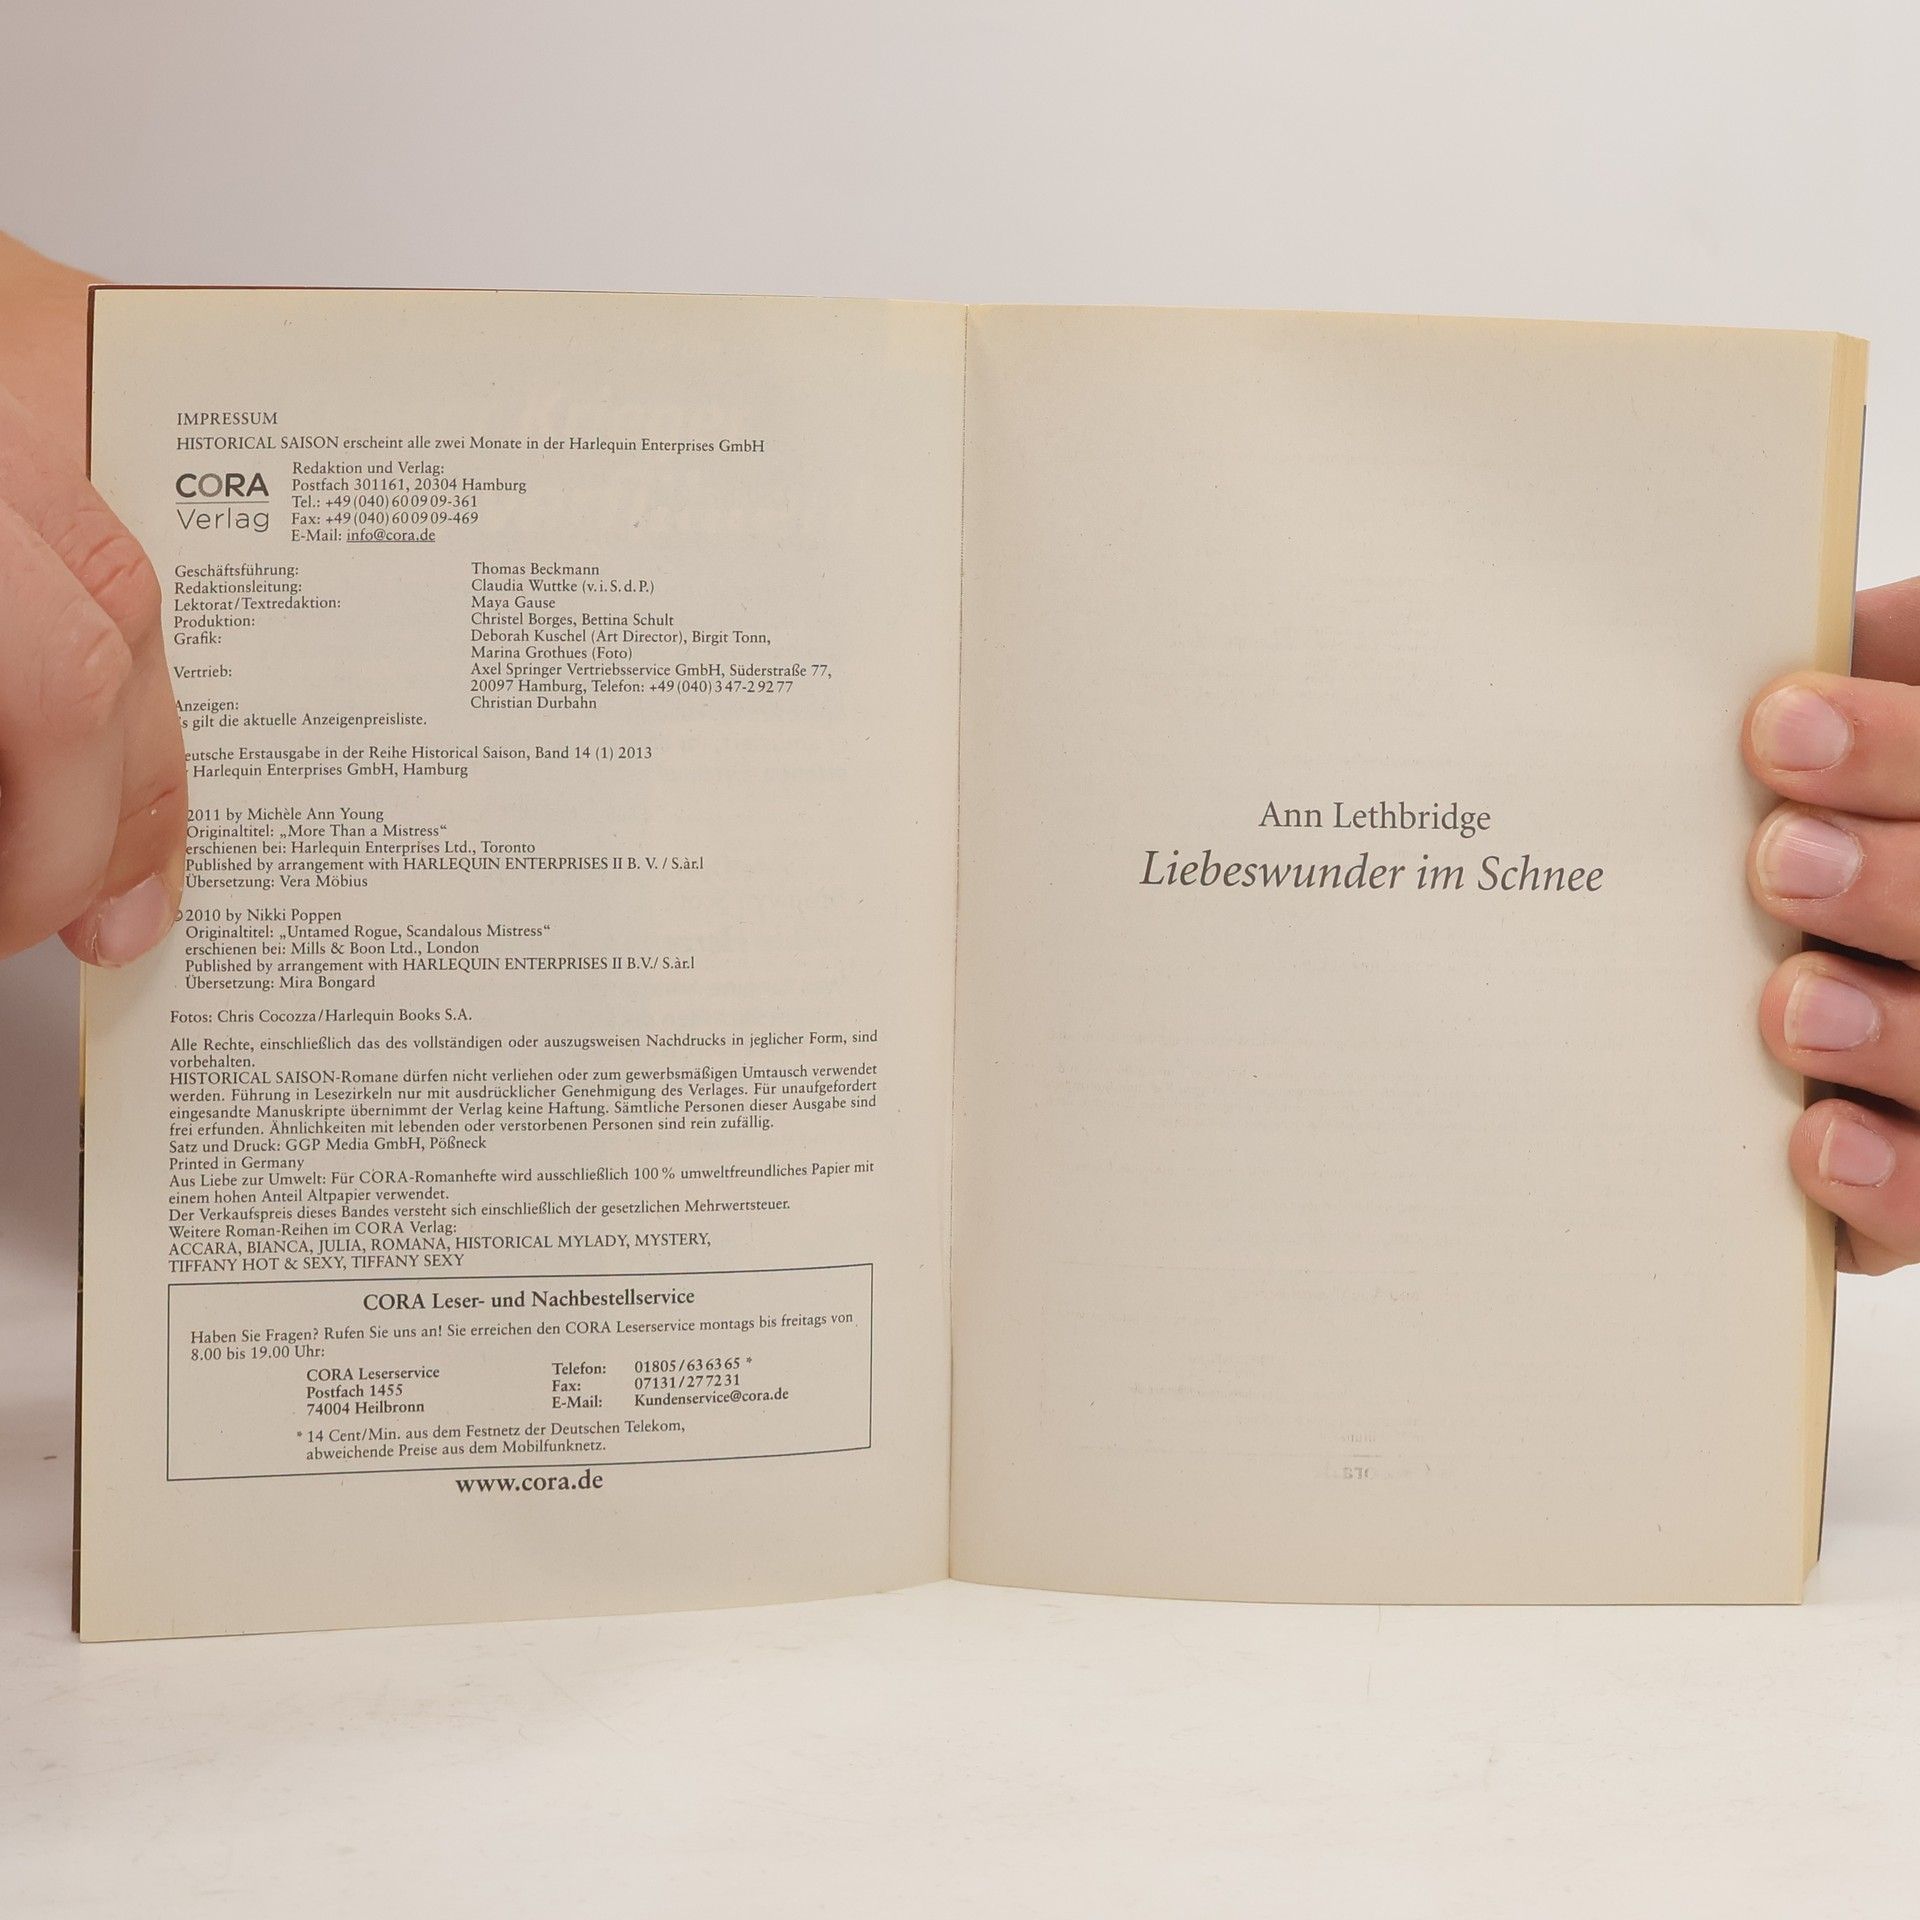 IMPRESSUM
HISTORICAL SAISON erscheint alle zwei Monate in der Harlequin Enterprises GmbH
CORA
Verlag
Redaktion und Verlag:
Postfach 301161, 20304 Hamburg
Tel.: +49(040)60 09 09-361
Fax: +49(040)60 09 09-469
E-Mail: info@cora.de
Geschäftsführung: Thomas Beckmann
Redaktionsleitung: Claudia Wuttke (v.i.S.d.P.)
Lektorat/Textredaktion: Maya Gause
Produktion: Christel Borges, Bettina Schult
Grafik: Deborah Kuschel (Art Director), Birgit Tonn,
Marina Grothues (Foto)
Vertrieb: Axel Springer Vertriebsservice GmbH, Süderstraße 77,
20097 Hamburg, Telefon: +49(040)3 47-2 92 77
Anzeigen: Christian Durbahn
s gilt die aktuelle Anzeigenpreisliste.
eutsche Erstausgabe in der Reihe Historical Saison, Band 14 (1) 2013
Harlequin Enterprises GmbH, Hamburg
2011 by Michèle Ann Young
Originaltitel: „More Than a Mistress“
erschienen bei: Harlequin Enterprises Ltd., Toronto
Published by arrangement with HARLEQUIN ENTERPRISES II B. V. / S.àr.l
Übersetzung: Vera Möbius
©2010 by Nikki Poppen
Originaltitel: „Untamed Rogue, Scandalous Mistress“
erschienen bei: Mills & Boon Ltd., London
Published by arrangement with HARLEQUIN ENTERPRISES II B.V./ S.àr.l
Übersetzung: Mira Bongard
Fotos: Chris Cocozza/Harlequin Books S.A.
Alle Rechte, einschließlich das des vollständigen oder auszugsweisen Nachdrucks in jeglicher Form, sind
vorbehalten.
HISTORICAL SAISON-Romane dürfen nicht verliehen oder zum gewerbsmäßigen Umtausch verwendet
werden. Führung in Lesezirkeln nur mit ausdrücklicher Genehmigung des Verlages. Für unaufgefordert
eingesandte Manuskripte übernimmt der Verlag keine Haftung. Sämtliche Personen dieser Ausgabe sind
frei erfunden. Ähnlichkeiten mit lebenden oder verstorbenen Personen sind rein zufällig.
Satz und Druck: GGP Media GmbH, Pößneck
Printed in Germany
Aus Liebe zur Umwelt: Für CORA-Romanhefte wird ausschließlich 100 % umweltfreundliches Papier mit
einem hohen Anteil Altpapier verwendet.
Der Verkaufspreis dieses Bandes versteht sich einschließlich der gesetzlichen Mehrwertsteuer.
Weitere Roman-Reihen im CORA Verlag:
ACCARA, BIANCA, JULIA, ROMANA, HISTORICAL MYLADY, MYSTERY,
TIFFANY HOT & SEXY, TIFFANY SEXY
CORA Leser- und Nachbestellservice
Haben Sie Fragen? Rufen Sie uns an! Sie erreichen den CORA Leserservice montags bis freitags von
8.00 bis 19.00 Uhr:
CORA Leserservice Telefon: 01805/63 63 65 *
Postfach 1455 Fax: 07131/27 72 31
74004 Heilbronn E-Mail: Kundenservice@cora.de
* 14 Cent/Min. aus dem Festnetz der Deutschen Telekom,
abweichende Preise aus dem Mobilfunknetz.
www.cora.de
Ann Lethbridge
Liebeswunder im Schnee